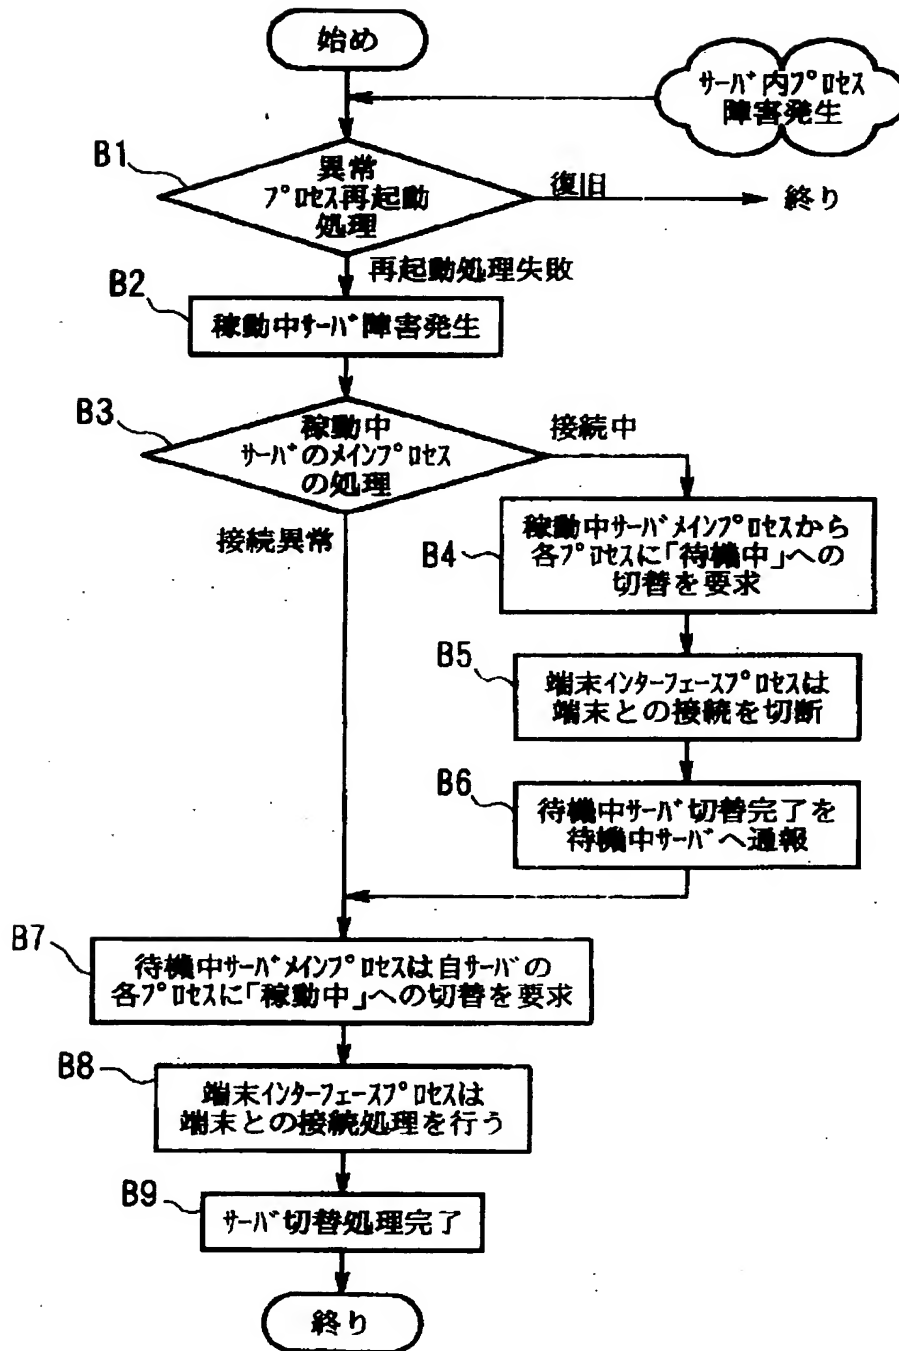 始め
サーバ内プロセス
障害発生
B1
異常
プロセス再起動
処理
復旧
終り
再起動処理失敗
B2
稼動中サーバ障害発生
B3
稼動中
サーバのメインプロセス
の処理
接続中
接続異常
B4
稼動中サーバメインプロセスから
各プロセスに「待機中」への
切替を要求
B5
端末インターフェースプロセスは
端末との接続を切断
B6
待機中サーバ切替完了を
待機中サーバへ通報
B7
待機中サーバメインプロセスは自サーバの
各プロセスに「稼動中」への切替を要求
B8
端末インターフェースプロセスは
端末との接続処理を行う
B9
サーバ切替処理完了
終り